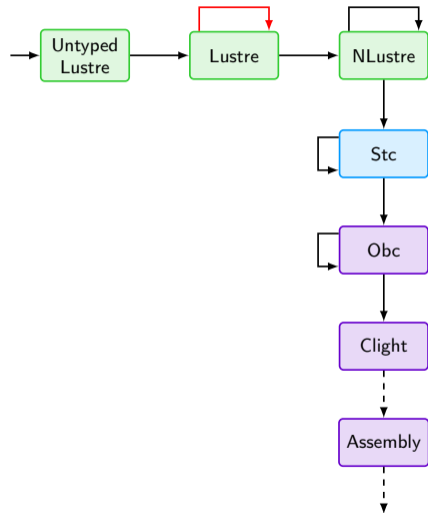 Untyped
Lustre
Lustre
NLustre
Stc
Obc
Clight
Assembly